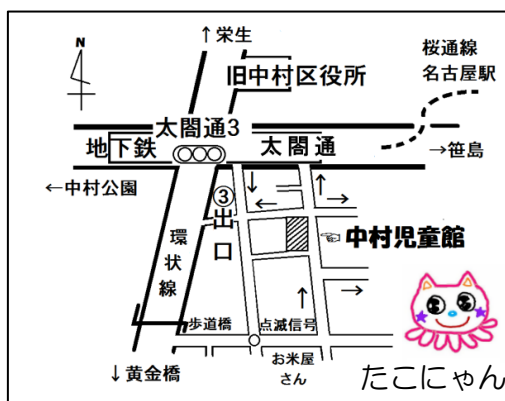 N
↑栄生
旧中村区役所
桜通線
名古屋駅
太閤通3
地下鉄
太閤通
→笹島
←中村公園
③出口
環状線
☜中村児童館
歩道橋
点滅信号
お米屋
さん
↓黄金橋
たこにゃん